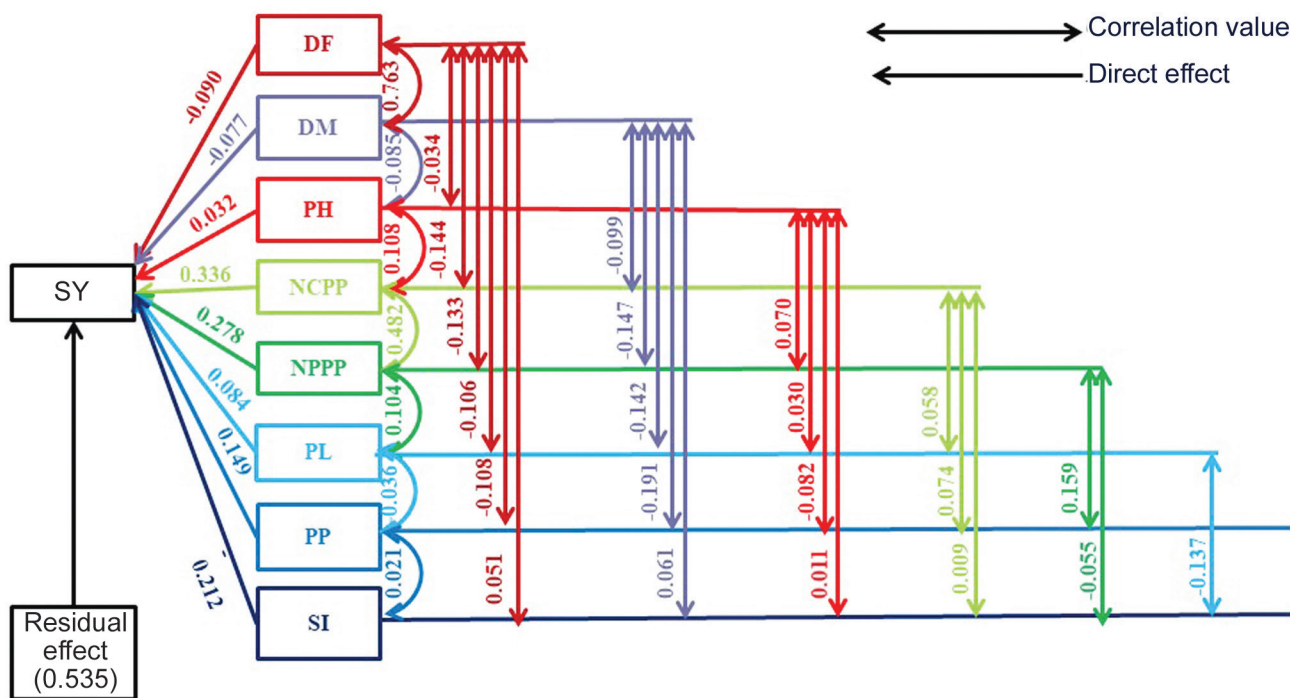 DF
DM
PH
NCPP
NPPP
PL
PP
SI
SY
Residual
effect
(0.535)
-0.090
-0.077
0.032
0.336
0.278
0.084
0.149
-
0.212
0.763
-0.085
0.108
0.482
0.104
-0.036
0.021
-0.034
-0.144
-0.133
-0.106
-0.108
0.051
-0.099
-0.147
-0.142
-0.191
0.061
0.070
0.030
-0.082
0.011
0.058
0.074
0.009
0.159
-0.055
-0.137
Correlation value
Direct effect